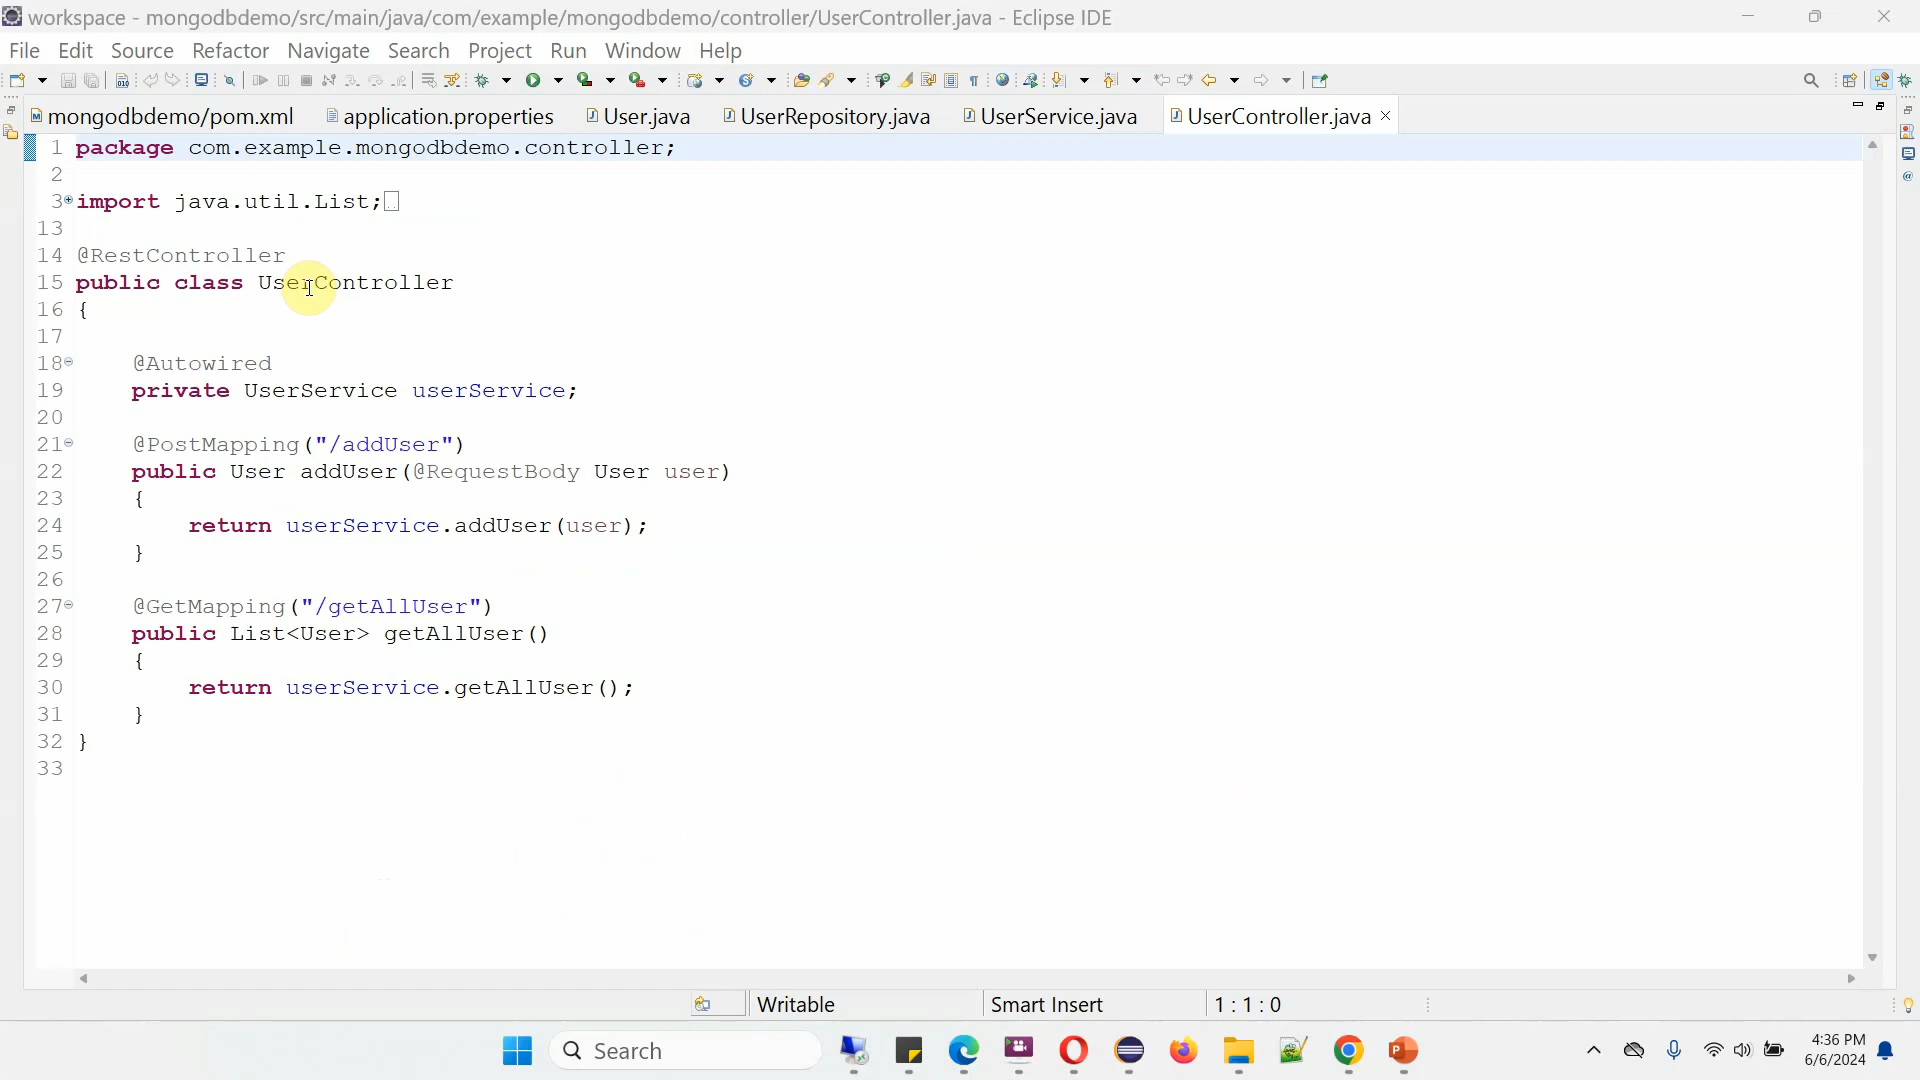 workspace - mongodbdemo/src/main/java/com/example/mongodbdemo/controller/UserController.java - Eclipse IDE
File Edit Source Refactor Navigate Search Project Run Window Help
mongodbdemo/pom.xml application.properties User.java UserRepository.java UserService.java UserController.java
1 package com.example.mongodbdemo.controller;
2
3 import java.util.List;
13
14 @RestController
15 public class UserController
16 {
17
18 @Autowired
19 private UserService userService;
20
21 @PostMapping("/addUser")
22 public User addUser(@RequestBody User user)
23 {
24 return userService.addUser(user);
25 }
26
27 @GetMapping("/getAllUser")
28 public List<User> getAllUser()
29 {
30 return userService.getAllUser();
31 }
32 }
33
Writable Smart Insert 1 : 1 : 0
Search
4:36 PM
6/6/2024